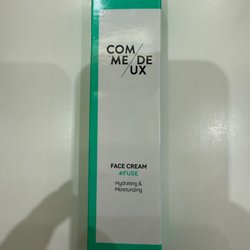 COM/
ME/DE
/UX
FACE CREAM
#FUSE
Hydrating &
Moisturizing